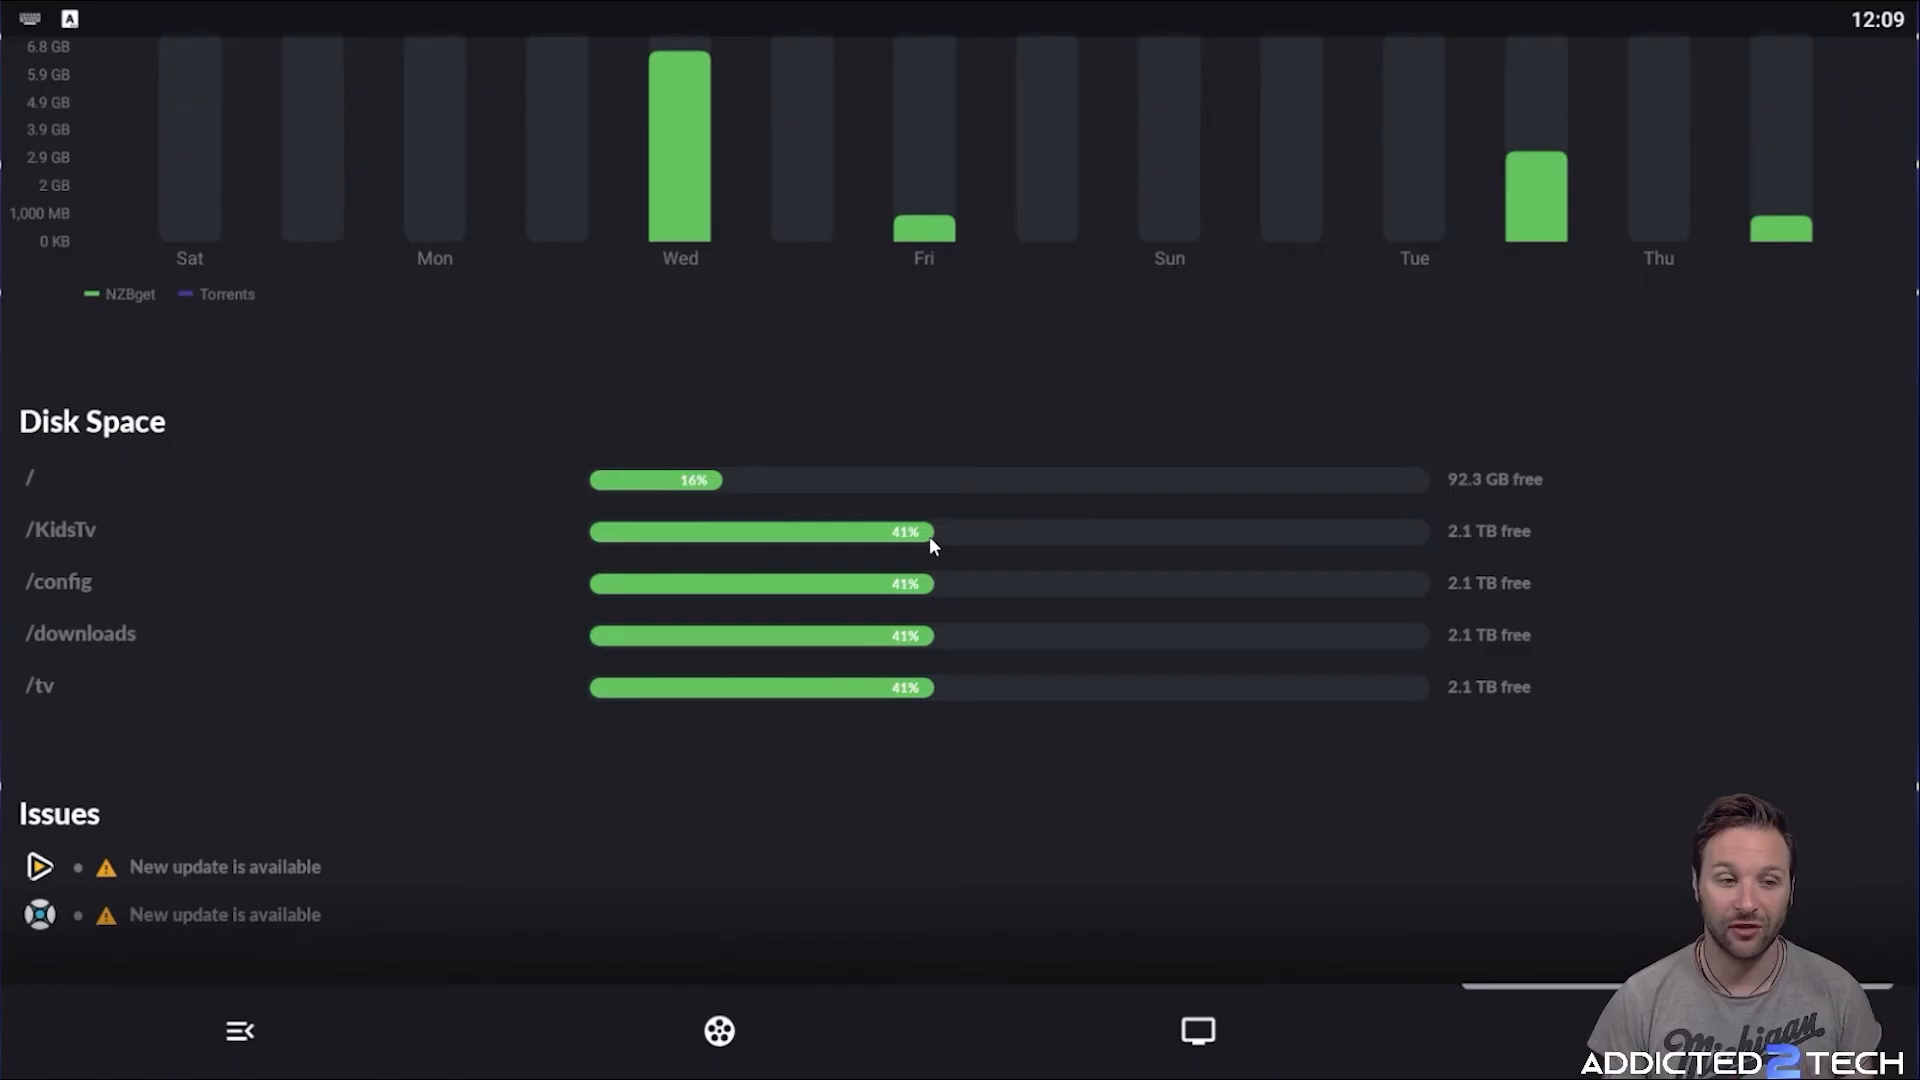 A
12:09
6.8 GB
5.9 GB
4.9 GB
3.9 GB
2.9 GB
2 GB
1,000 MB
0 KB
Sat Mon Wed Fri Sun Tue Thu
NZBget Torrents
Disk Space
/ 16% 92.3 GB free
/KidsTv 41% 2.1 TB free
/config 41% 2.1 TB free
/downloads 41% 2.1 TB free
/tv 41% 2.1 TB free
Issues
New update is available
New update is available
Michigan
ADDICTED2TECH